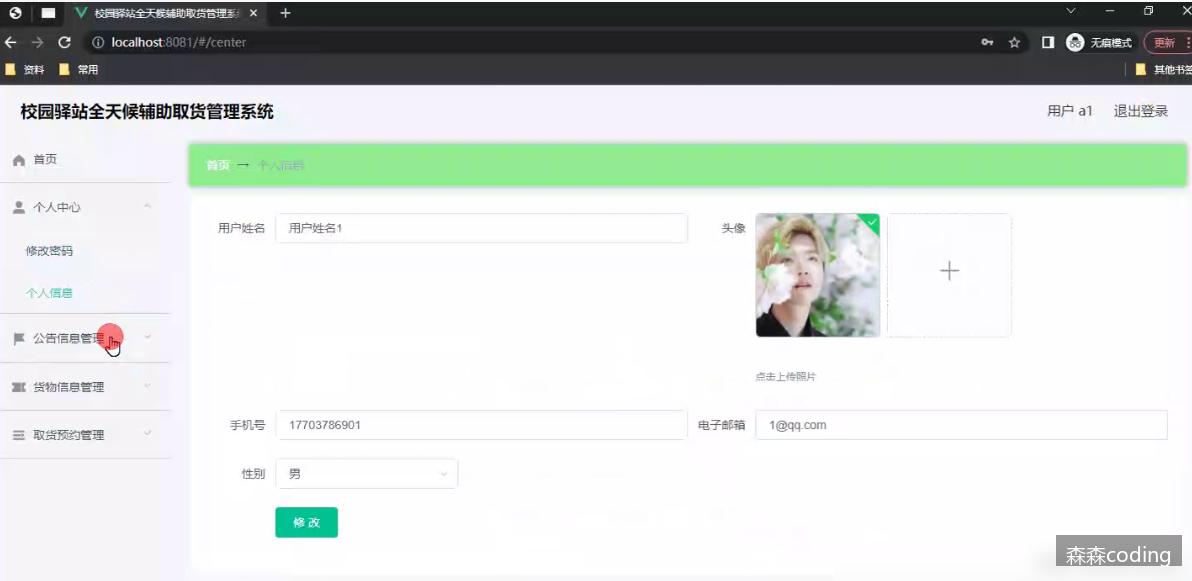 校园驿站全天候辅助取货管理系
localhost:8081/#/center
无痕模式
更新
资料
常用
其他书签
校园驿站全天候辅助取货管理系统
用户 a1
退出登录
首页
个人中心
修改密码
个人信息
公告信息管理
货物信息管理
取货预约管理
首页 → 个人信息
用户姓名
用户姓名1
头像
点击上传照片
手机号
17703786901
电子邮箱
1@qq.com
性别
男
修改
森森coding